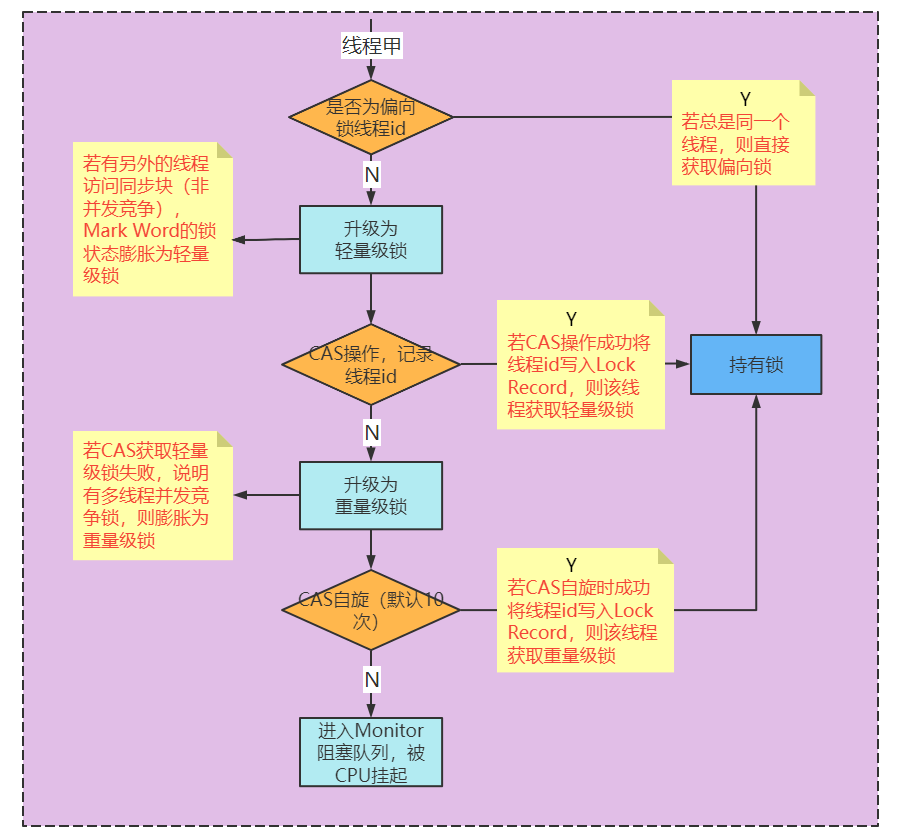 线程甲
是否为偏向
锁线程id
Y
若总是同一个
线程，则直接
获取偏向锁
N
若有另外的线程
访问同步块（非
并发竞争），
Mark Word的锁
状态膨胀为轻量
级锁
升级为
轻量级锁
CAS操作，记录
线程id
Y
若CAS操作成功将
线程id写入Lock
Record，则该线
程获取轻量级锁
持有锁
N
若CAS获取轻量
级锁失败，说明
有多线程并发竞
争锁，则膨胀为
重量级锁
升级为
重量级锁
CAS自旋（默认10
次）
Y
若CAS自旋时成功
将线程id写入Lock
Record，则该线程
获取重量级锁
N
进入Monitor
阻塞队列，被
CPU挂起